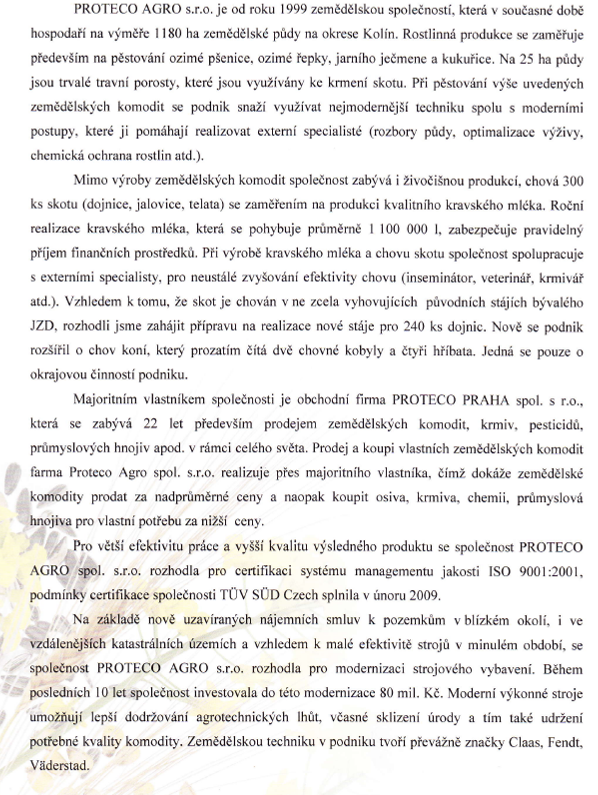 PROTECO AGRO s.r.o. je od roku 1999 zemědělskou společností, která v současné době
hospodaří na výměře 1180 ha zemědělské půdy na okrese Kolín. Rostlinná produkce se zaměřuje
především na pěstování ozimé pšenice, ozimé řepky, jarního ječmene a kukuřice. Na 25 ha půdy
jsou trvalé travní porosty, které jsou využívány ke krmení skotu. Při pěstování výše uvedených
zemědělských komodit se podnik snaží využívat nejmodernější techniku spolu s moderními
postupy, které ji pomáhají realizovat externí specialisté (rozbory půdy, optimalizace výživy,
chemická ochrana rostlin atd.).
Mimo výroby zemědělských komodit společnost zabývá i živočišnou produkcí, chová 300
ks skotu (dojnice, jalovice, telata) se zaměřením na produkci kvalitního kravského mléka. Roční
realizace kravského mléka, která se pohybuje průměrně 1 100 000 l, zabezpečuje pravidelný
příjem finančních prostředků. Při výrobě kravského mléka a chovu skotu společnost spolupracuje
s externími specialisty, pro neustálé zvyšování efektivity chovu (inseminátor, veterinář, krmivář
atd.). Vzhledem k tomu, že skot je chován v ne zcela vyhovujících původních stájích bývalého
JZD, rozhodli jsme zahájit přípravu na realizace nové stáje pro 240 ks dojnic. Nově se podnik
rozšířil o chov koní, který prozatím čítá dvě chovné kobyly a čtyři hříbata. Jedná se pouze o
okrajovou činností podniku.
Majoritním vlastníkem společnosti je obchodní firma PROTECO PRAHA spol. s r.o.,
která se zabývá 22 let především prodejem zemědělských komodit, krmiv, pesticidů,
průmyslových hnojiv apod. v rámci celého světa. Prodej a koupi vlastních zemědělských komodit
farma Proteco Agro spol. s.r.o. realizuje přes majoritního vlastníka, čímž dokáže zemědělské
komodity prodat za nadprůměrné ceny a naopak koupit osiva, krmiva, chemii, průmyslová
hnojiva pro vlastní potřebu za nižší ceny.
Pro větší efektivitu práce a vyšší kvalitu výsledného produktu se společnost PROTECO
AGRO spol. s.r.o. rozhodla pro certifikaci systému managementu jakosti ISO 9001:2001,
podmínky certifikace společnosti TÜV SÜD Czech splnila v únoru 2009.
Na základě nově uzavíraných nájemních smluv k pozemkům v blízkém okolí, i ve
vzdálenějších katastrálních územích a vzhledem k malé efektivitě strojů v minulém období, se
společnost PROTECO AGRO s.r.o. rozhodla pro modernizaci strojového vybavení. Během
posledních 10 let společnost investovala do této modernizace 80 mil. Kč. Moderní výkonné stroje
umožňují lepší dodržování agrotechnických lhůt, včasné sklizení úrody a tím také udržení
potřebné kvality komodity. Zemědělskou techniku v podniku tvoří převážně značky Claas, Fendt,
Väderstad.